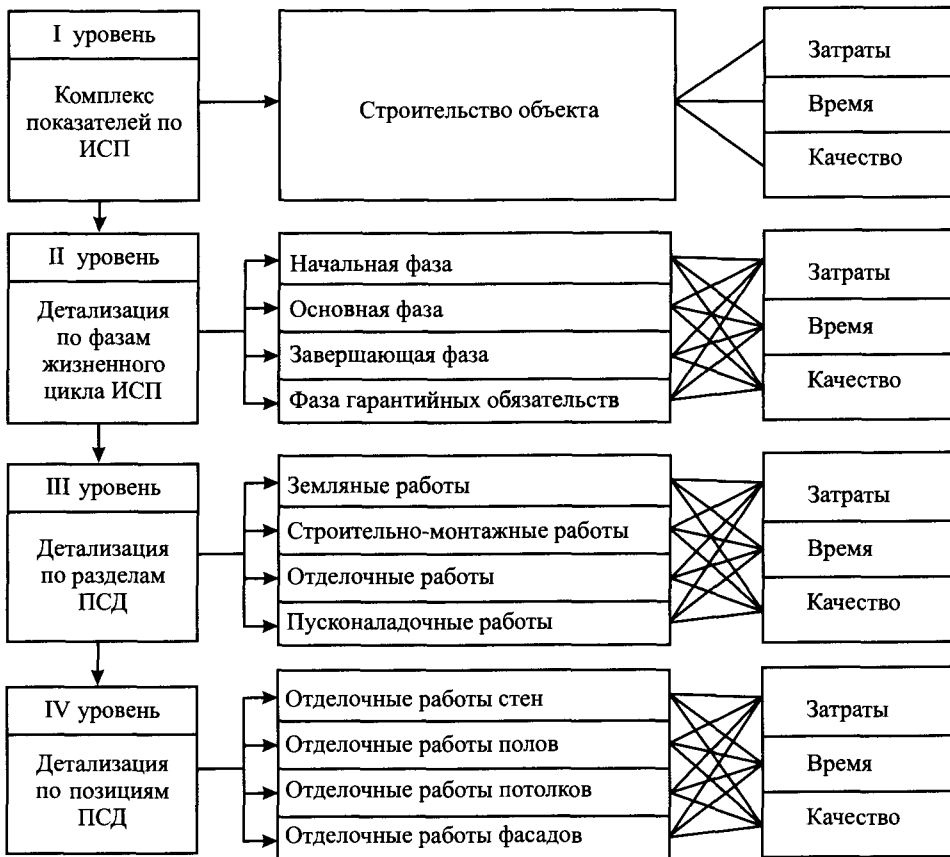 I уровень
Комплекс
показателей по
ИСП
Строительство объекта
Затраты
Время
Качество
II уровень
Детализация
по фазам
жизненного
цикла ИСП
Начальная фаза
Основная фаза
Завершающая фаза
Фаза гарантийных обязательств
Затраты
Время
Качество
III уровень
Детализация
по разделам
ПСД
Земляные работы
Строительно-монтажные работы
Отделочные работы
Пусконаладочные работы
Затраты
Время
Качество
IV уровень
Детализация
по позициям
ПСД
Отделочные работы стен
Отделочные работы полов
Отделочные работы потолков
Отделочные работы фасадов
Затраты
Время
Качество